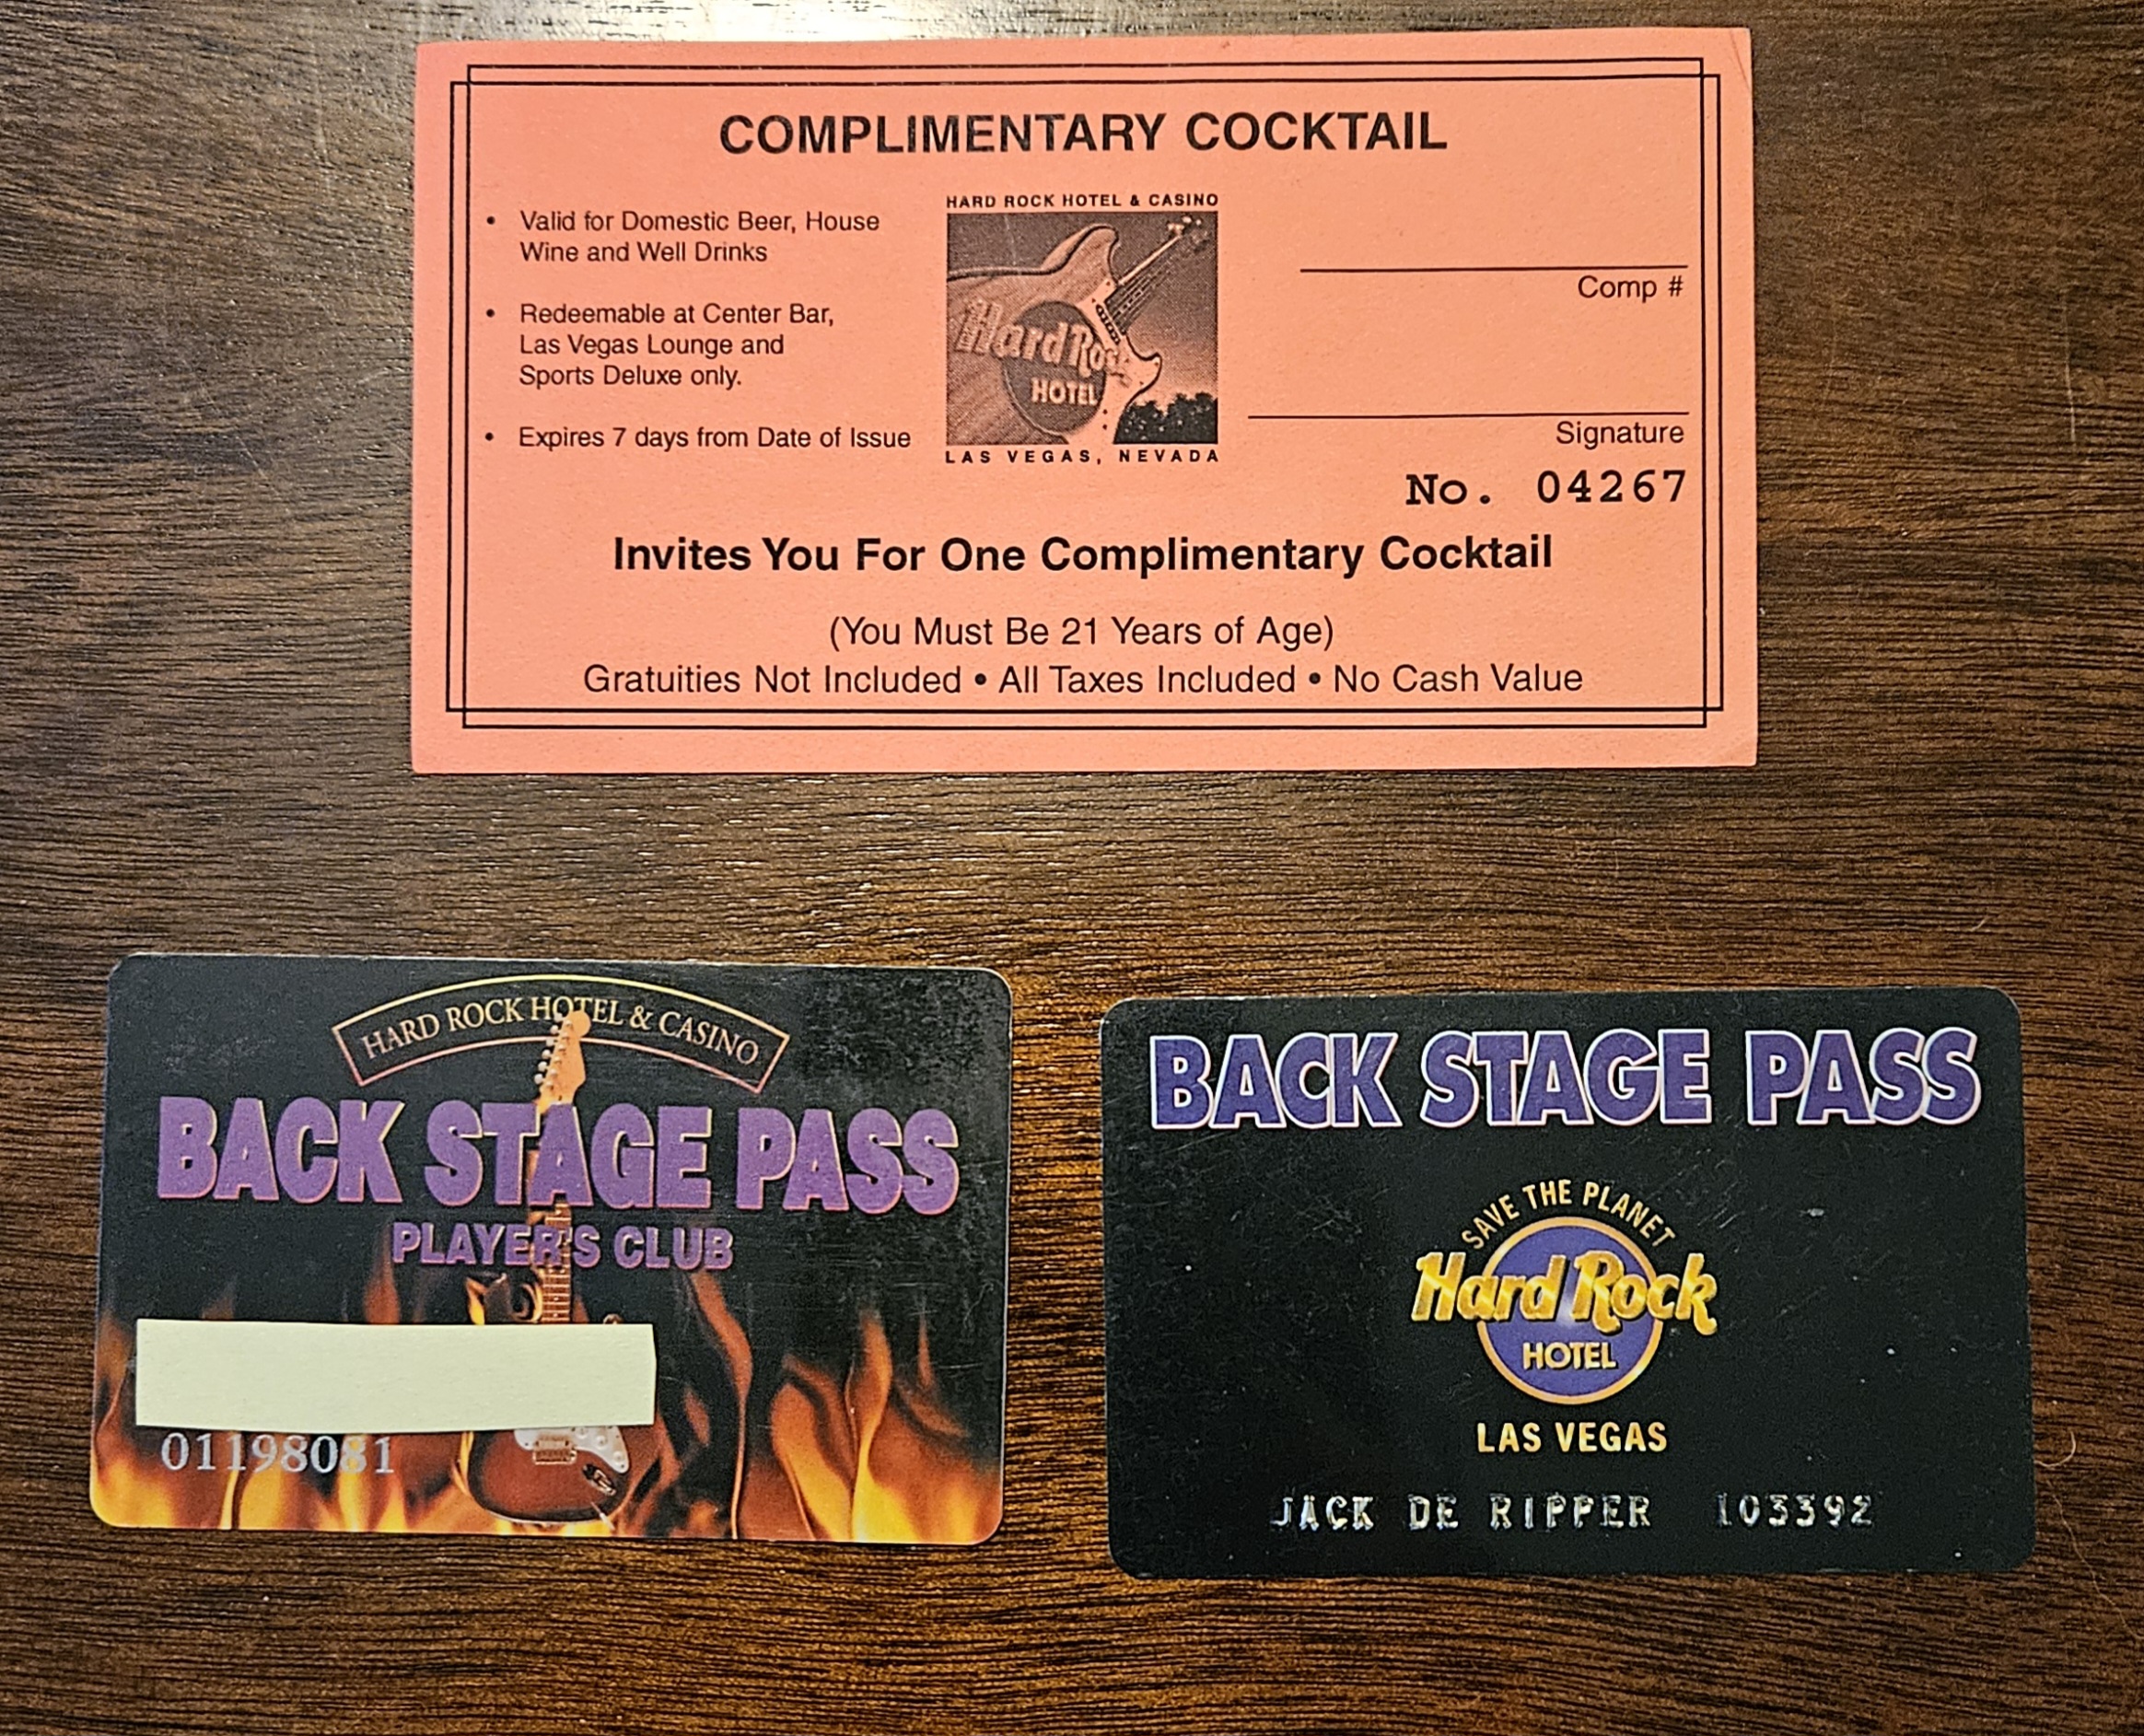 COMPLIMENTARY COCKTAIL
• Valid for Domestic Beer, House
Wine and Well Drinks
• Redeemable at Center Bar,
Las Vegas Lounge and
Sports Deluxe only.
• Expires 7 days from Date of Issue
HARD ROCK HOTEL & CASINO
Hard Rock
HOTEL
LAS VEGAS, NEVADA
Comp #
Signature
No. 04267
Invites You For One Complimentary Cocktail
(You Must Be 21 Years of Age)
Gratuities Not Included • All Taxes Included • No Cash Value
HARD ROCK HOTEL & CASINO
BACK STAGE PASS
PLAYER'S CLUB
01198081
BACK STAGE PASS
SAVE THE PLANET
Hard Rock
HOTEL
LAS VEGAS
JACK DE RIPPER 103392